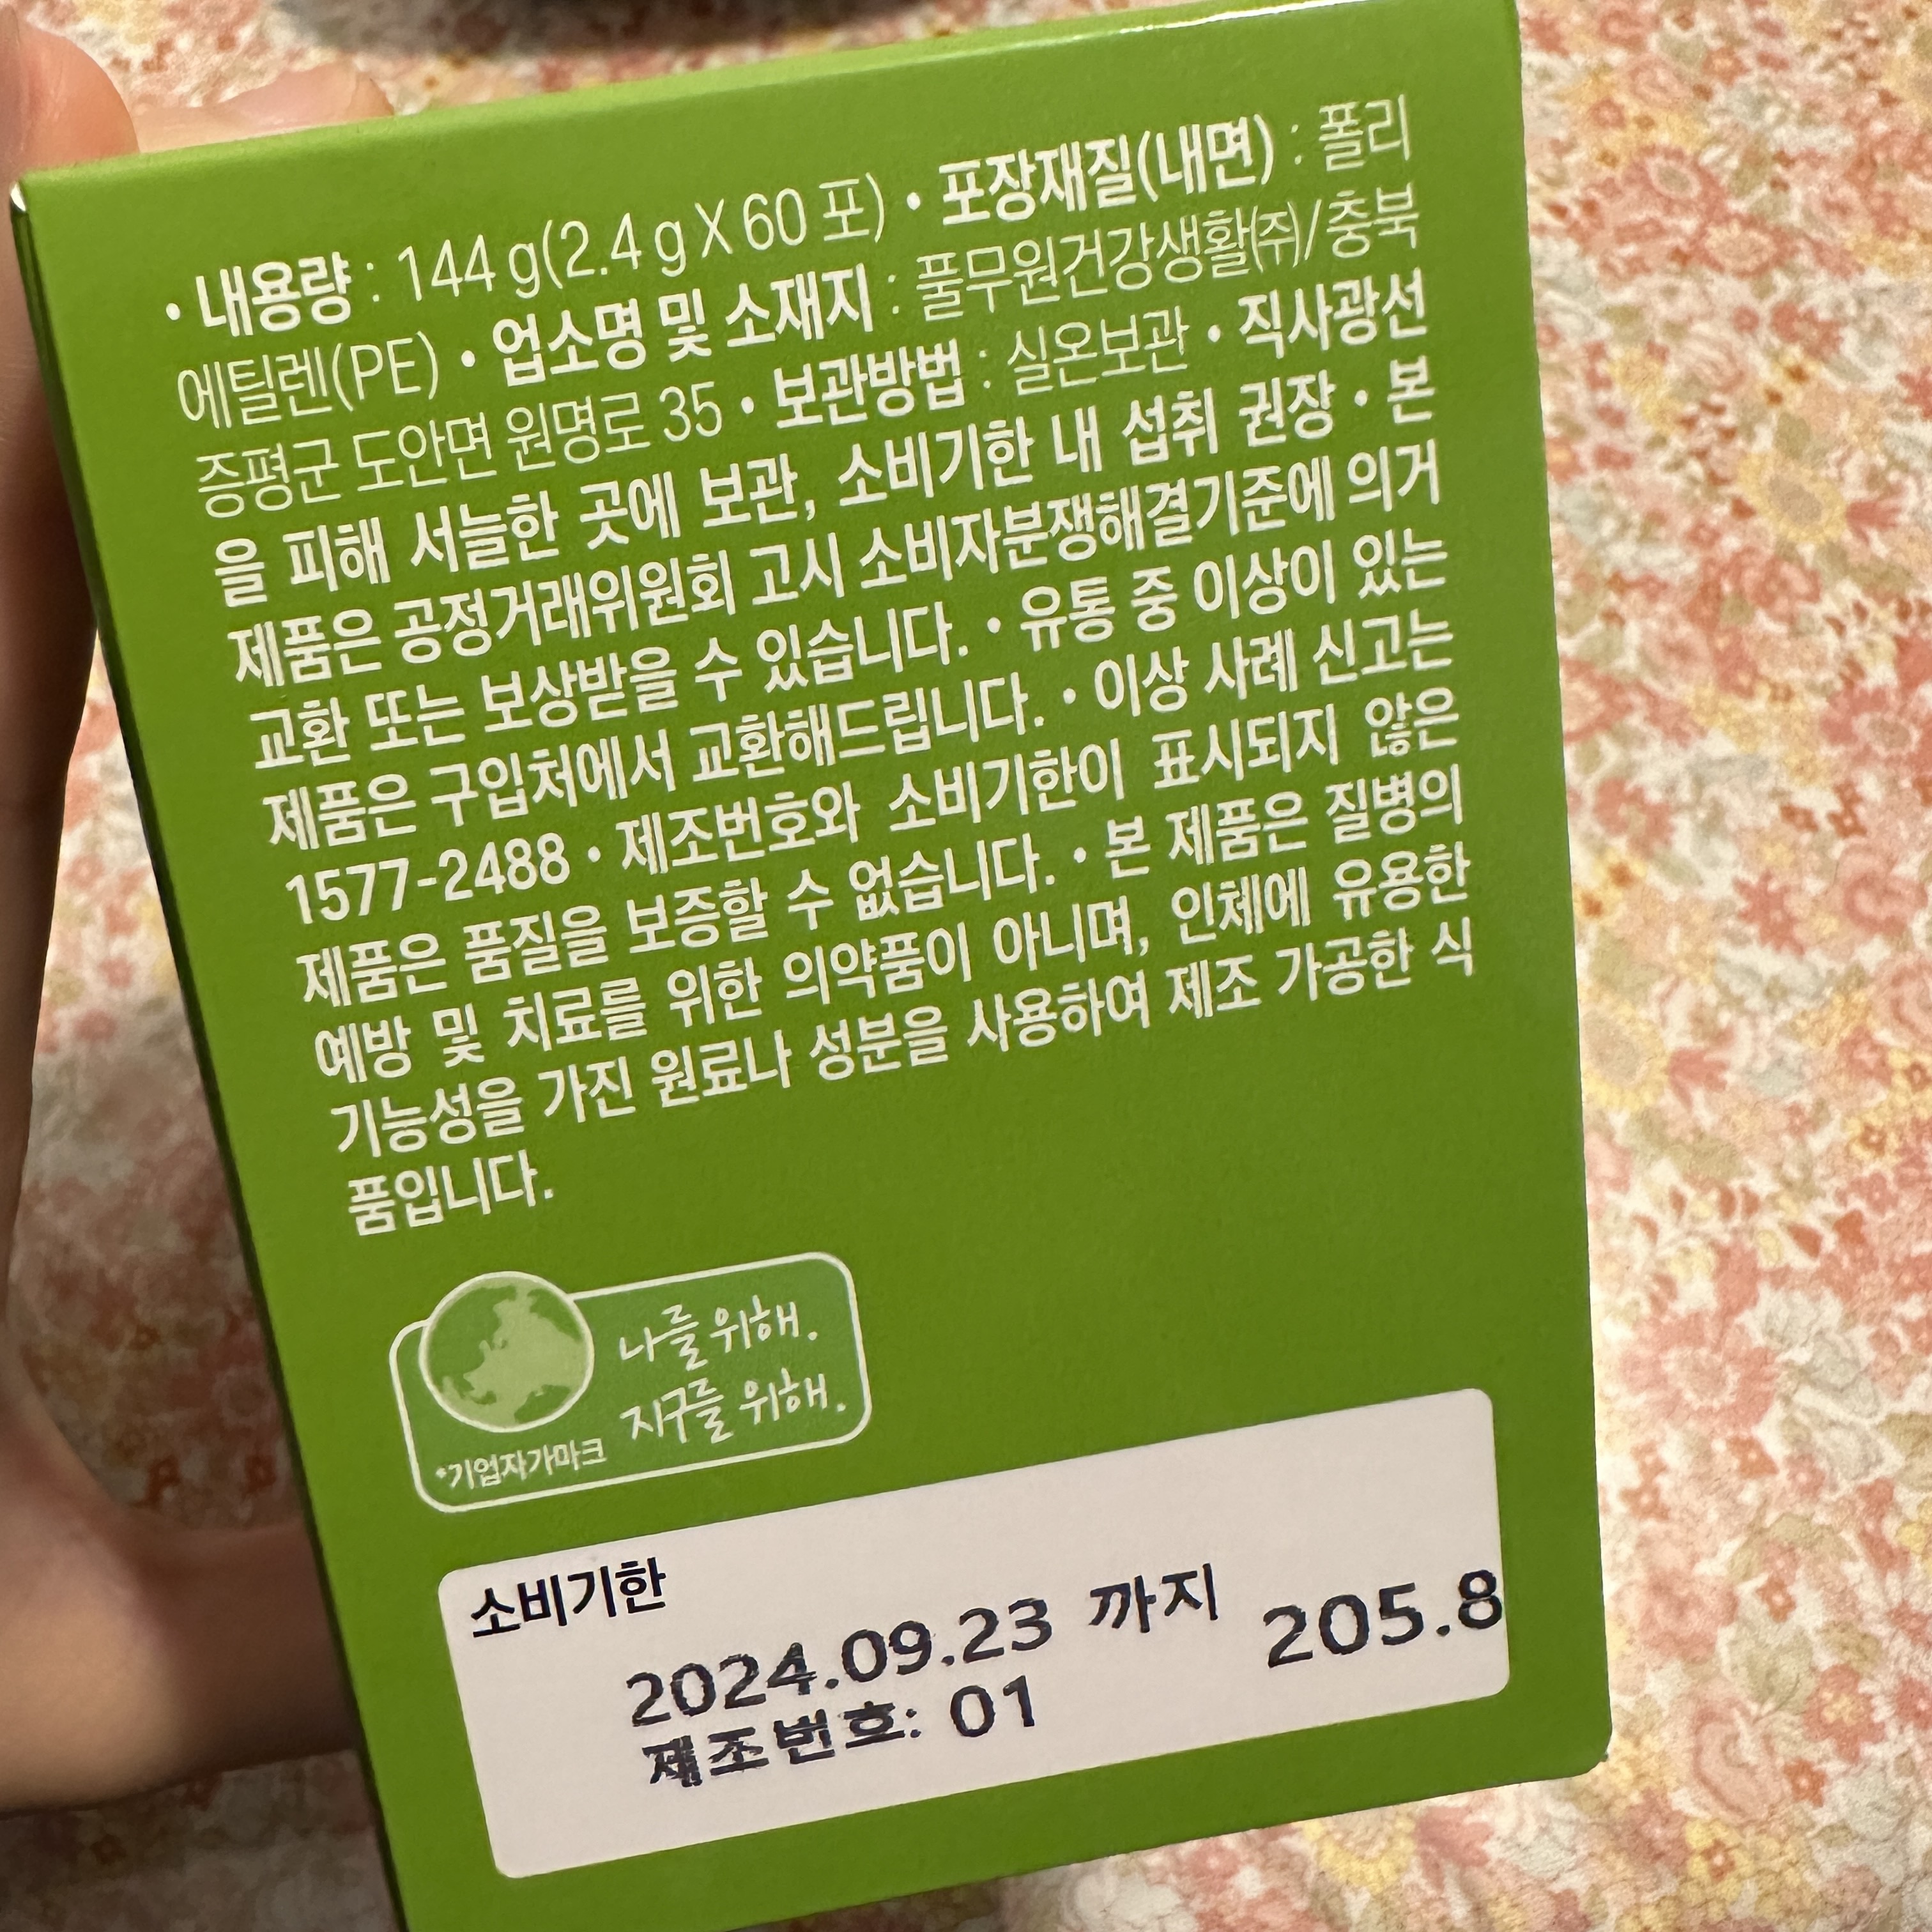 • 내용량 : 144 g(2.4 g X 60 포) • 포장재질(내면) : 폴리
에틸렌(PE) • 업소명 및 소재지 : 풀무원건강생활㈜/충북
증평군 도안면 원명로 35 • 보관방법 : 실온보관 • 직사광선
을 피해 서늘한 곳에 보관, 소비기한 내 섭취 권장 • 본
제품은 공정거래위원회 고시 소비자분쟁해결기준에 의거
교환 또는 보상받을 수 있습니다. • 유통 중 이상이 있는
제품은 구입처에서 교환해드립니다. • 이상 사례 신고는
1577-2488 • 제조번호와 소비기한이 표시되지 않은
제품은 품질을 보증할 수 없습니다. • 본 제품은 질병의
예방 및 치료를 위한 의약품이 아니며, 인체에 유용한
기능성을 가진 원료나 성분을 사용하여 제조 가공한 식
품입니다.
나를 위해.
지구를 위해.
*기업자가마크
소비기한
2024.09.23 까지 205.8
제조번호: 01